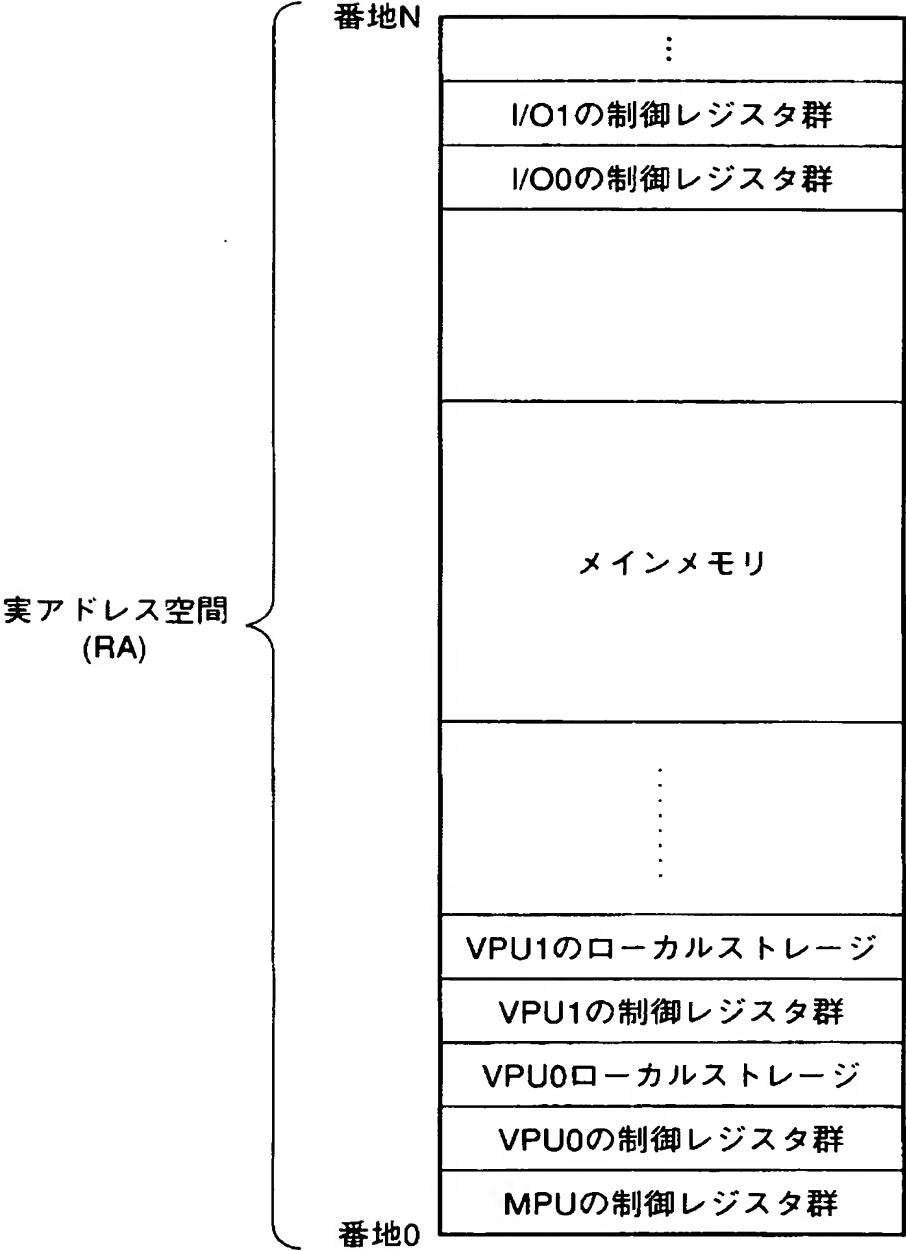 番地N
⋮
I/O1の制御レジスタ群
I/O0の制御レジスタ群
メインメモリ
実アドレス空間
(RA)
VPU1のローカルストレージ
VPU1の制御レジスタ群
VPU0ローカルストレージ
VPU0の制御レジスタ群
MPUの制御レジスタ群
番地0